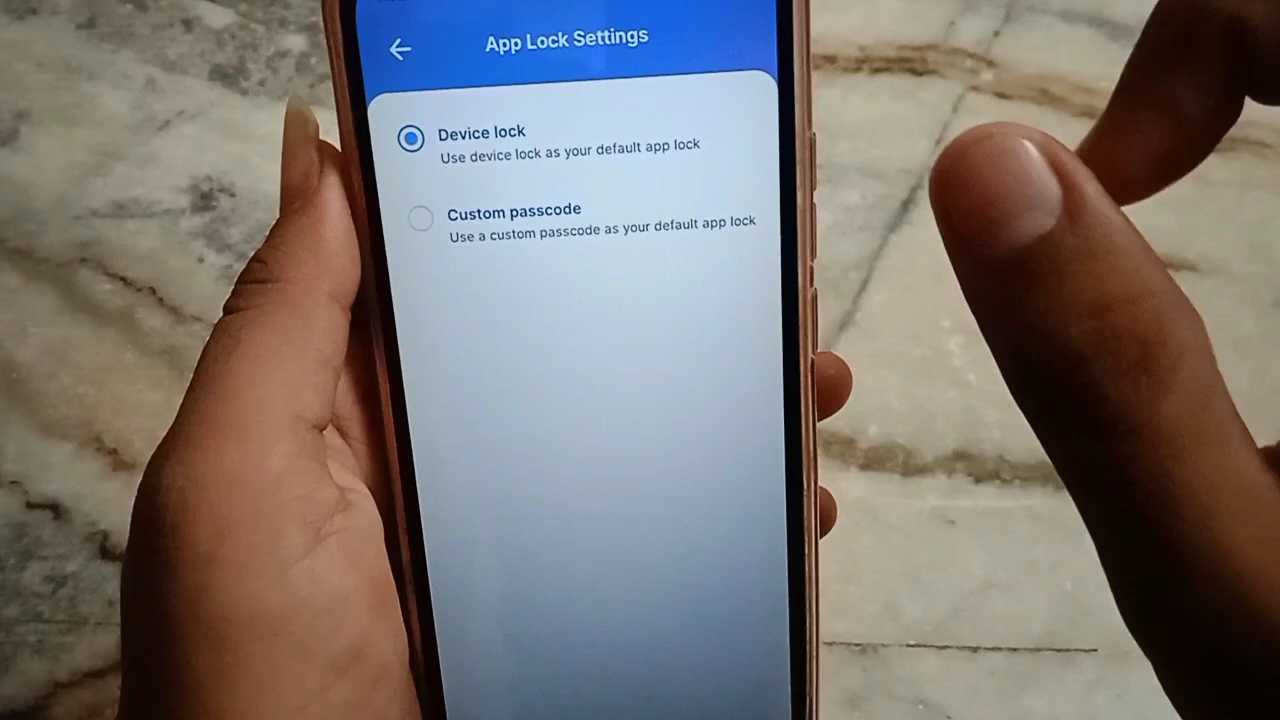 App Lock Settings
Device lock
Use device lock as your default app lock
Custom passcode
Use a custom passcode as your default app lock